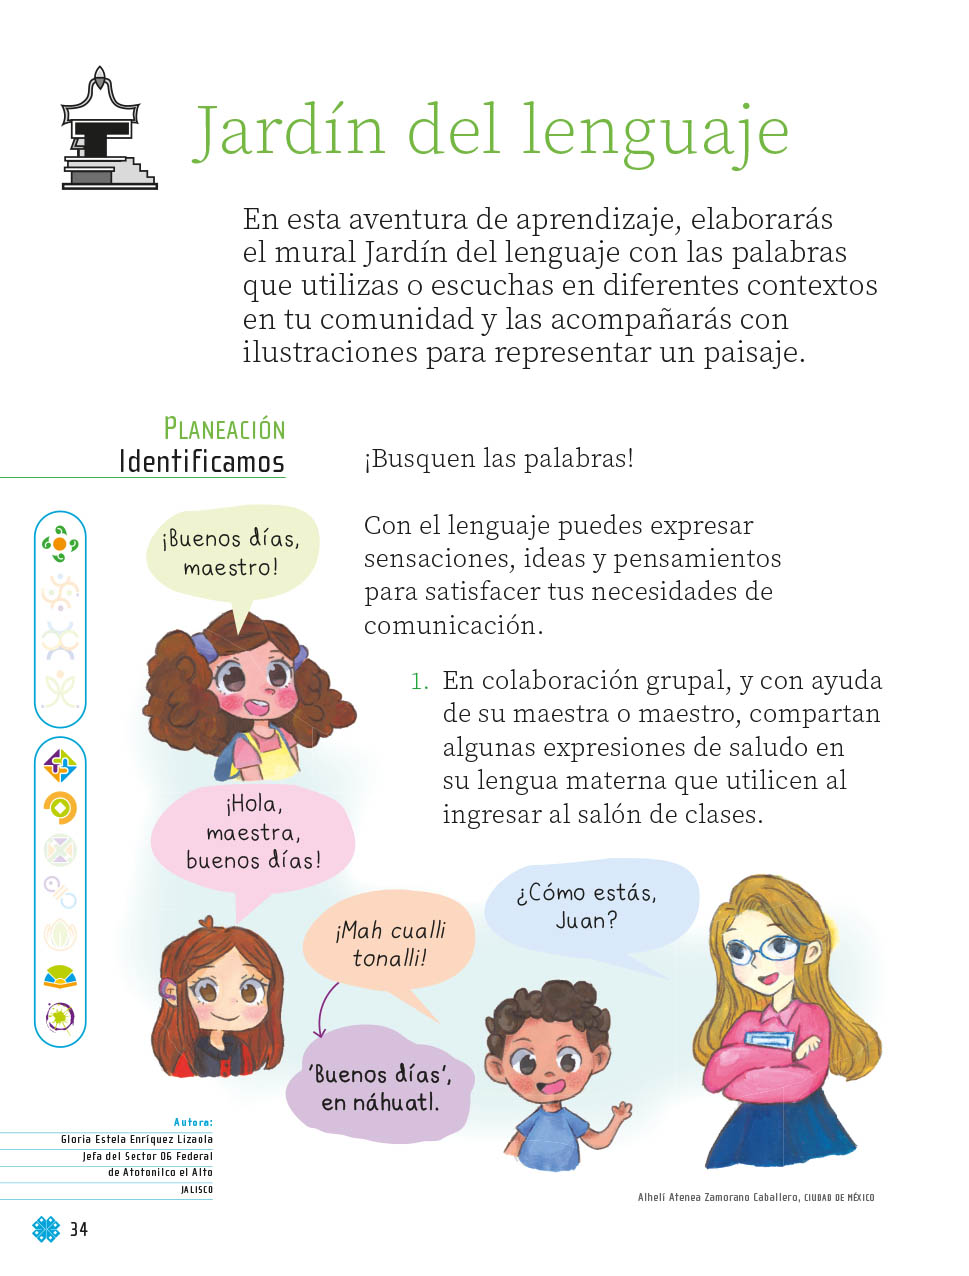 Jardín del lenguaje
En esta aventura de aprendizaje, elaborarás
el mural Jardín del lenguaje con las palabras
que utilizas o escuchas en diferentes contextos
en tu comunidad y las acompañarás con
ilustraciones para representar un paisaje.
Planeación
Identificamos
¡Busquen las palabras!
Con el lenguaje puedes expresar
sensaciones, ideas y pensamientos
para satisfacer tus necesidades de
comunicación.
1. En colaboración grupal, y con ayuda
de su maestra o maestro, compartan
algunas expresiones de saludo en
su lengua materna que utilicen al
ingresar al salón de clases.
¡Buenos días,
maestro!
¡Hola,
maestra,
buenos días!
¡Mah cualli
tonalli!
'Buenos días',
en náhuatl.
¿Cómo estás,
Juan?
Autora:
Gloria Estela Enríquez Lizaola
Jefa del Sector 06 Federal
de Atotonilco el Alto
JALISCO
Alhelí Atenea Zamorano Caballero, CIUDAD DE MÉXICO
34